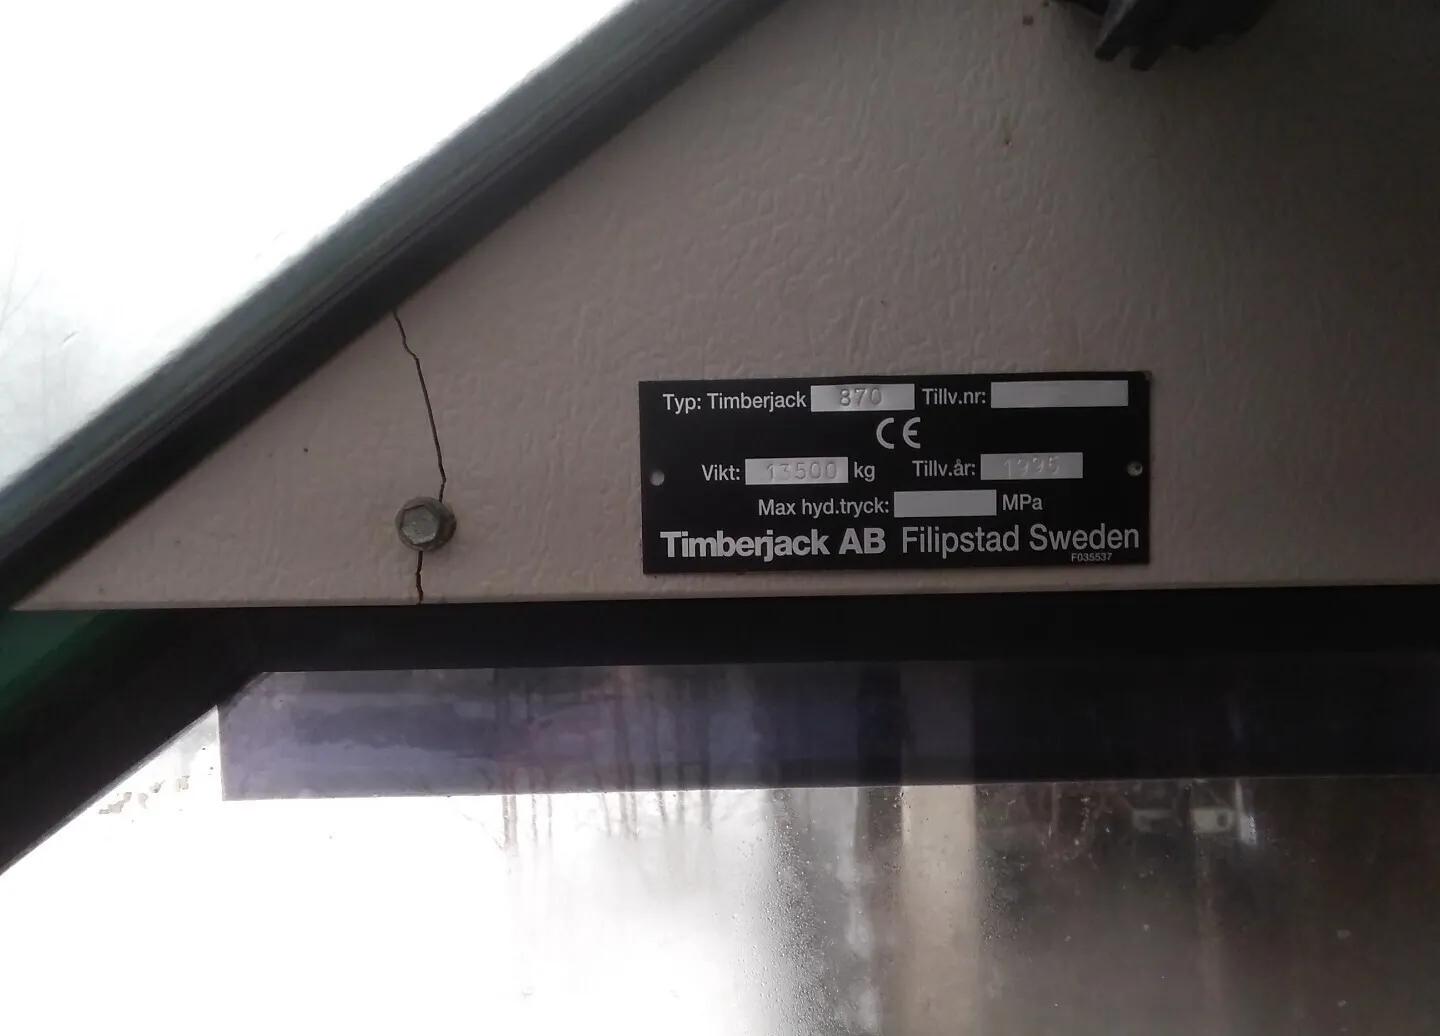 Typ: Timberjack 870 Tillv.nr:
CE
Vikt: 13500 kg Tillv.år: 1995
Max hyd.tryck: MPa
Timberjack AB Filipstad Sweden
F035537